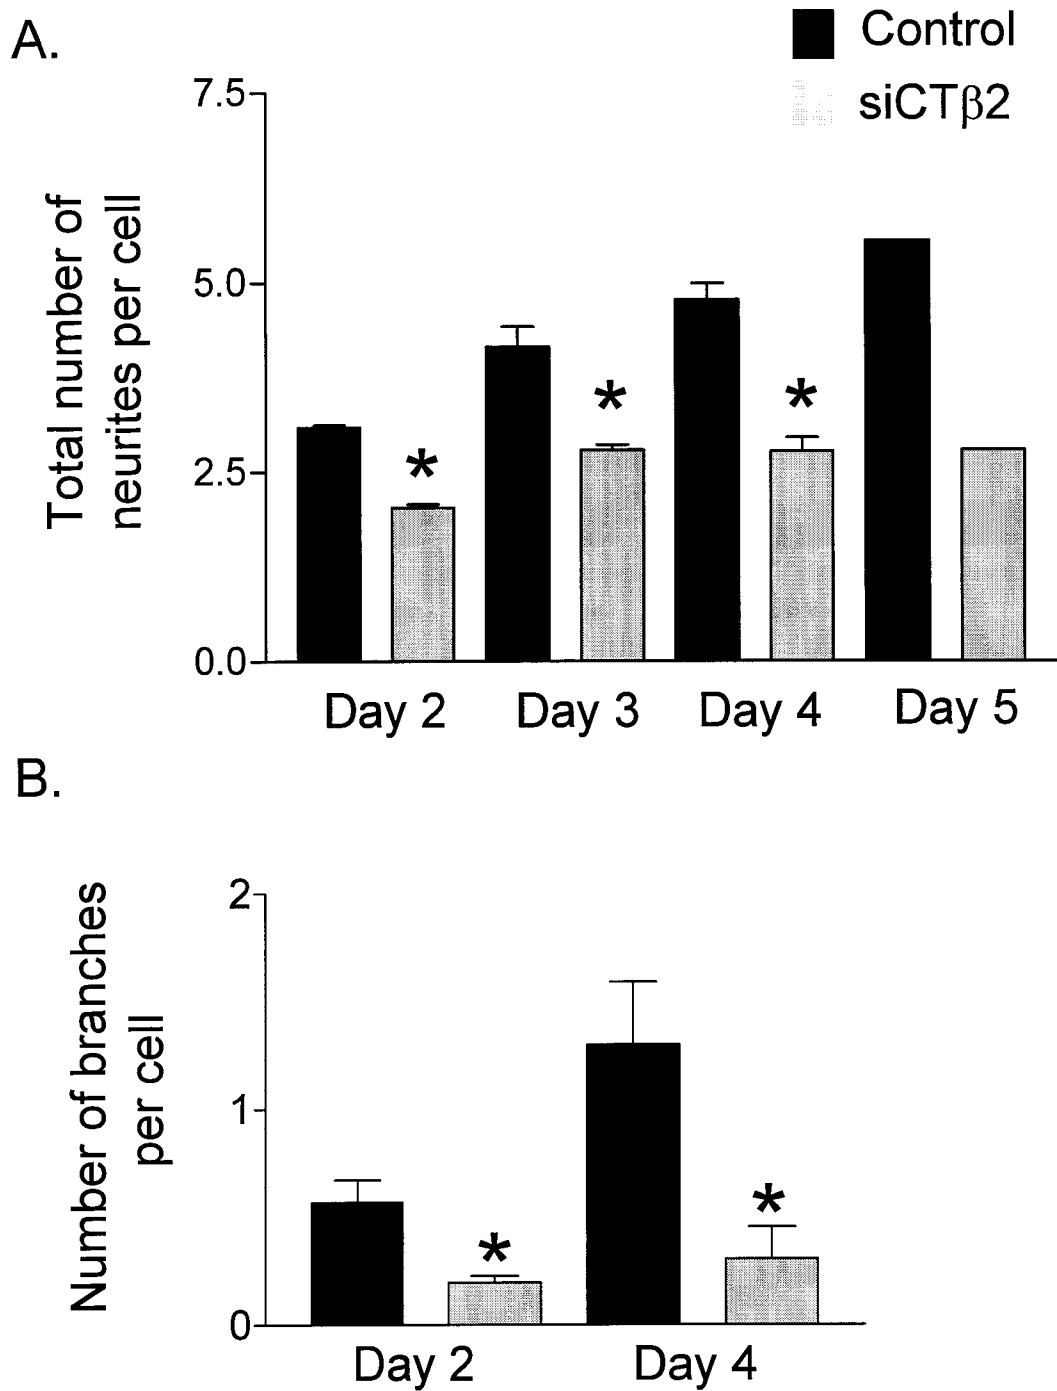 A.
Control
siCTβ2
Total number of
neurites per cell
7.5
5.0
2.5
0.0
*
*
*
Day 2
Day 3
Day 4
Day 5
B.
Number of branches
per cell
2
1
0
*
*
Day 2
Day 4